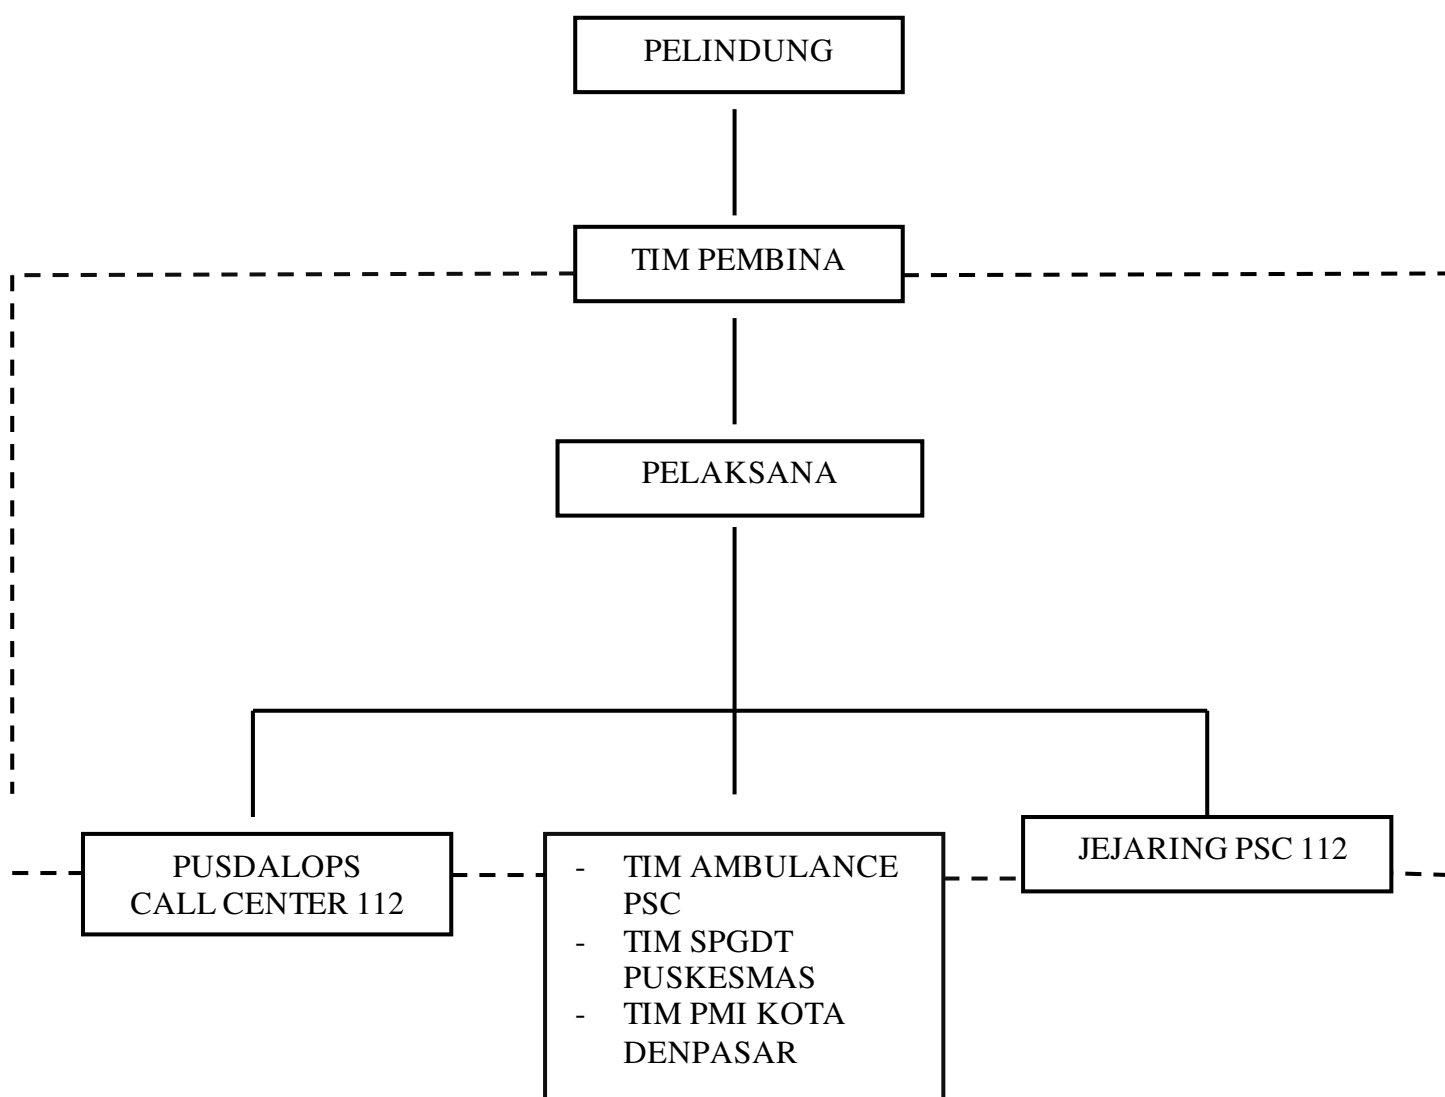 PELINDUNG
TIM PEMBINA
PELAKSANA
PUSDALOPS
CALL CENTER 112
- TIM AMBULANCE
PSC
- TIM SPGDT
PUSKESMAS
- TIM PMI KOTA
DENPASAR
JEJARING PSC 112